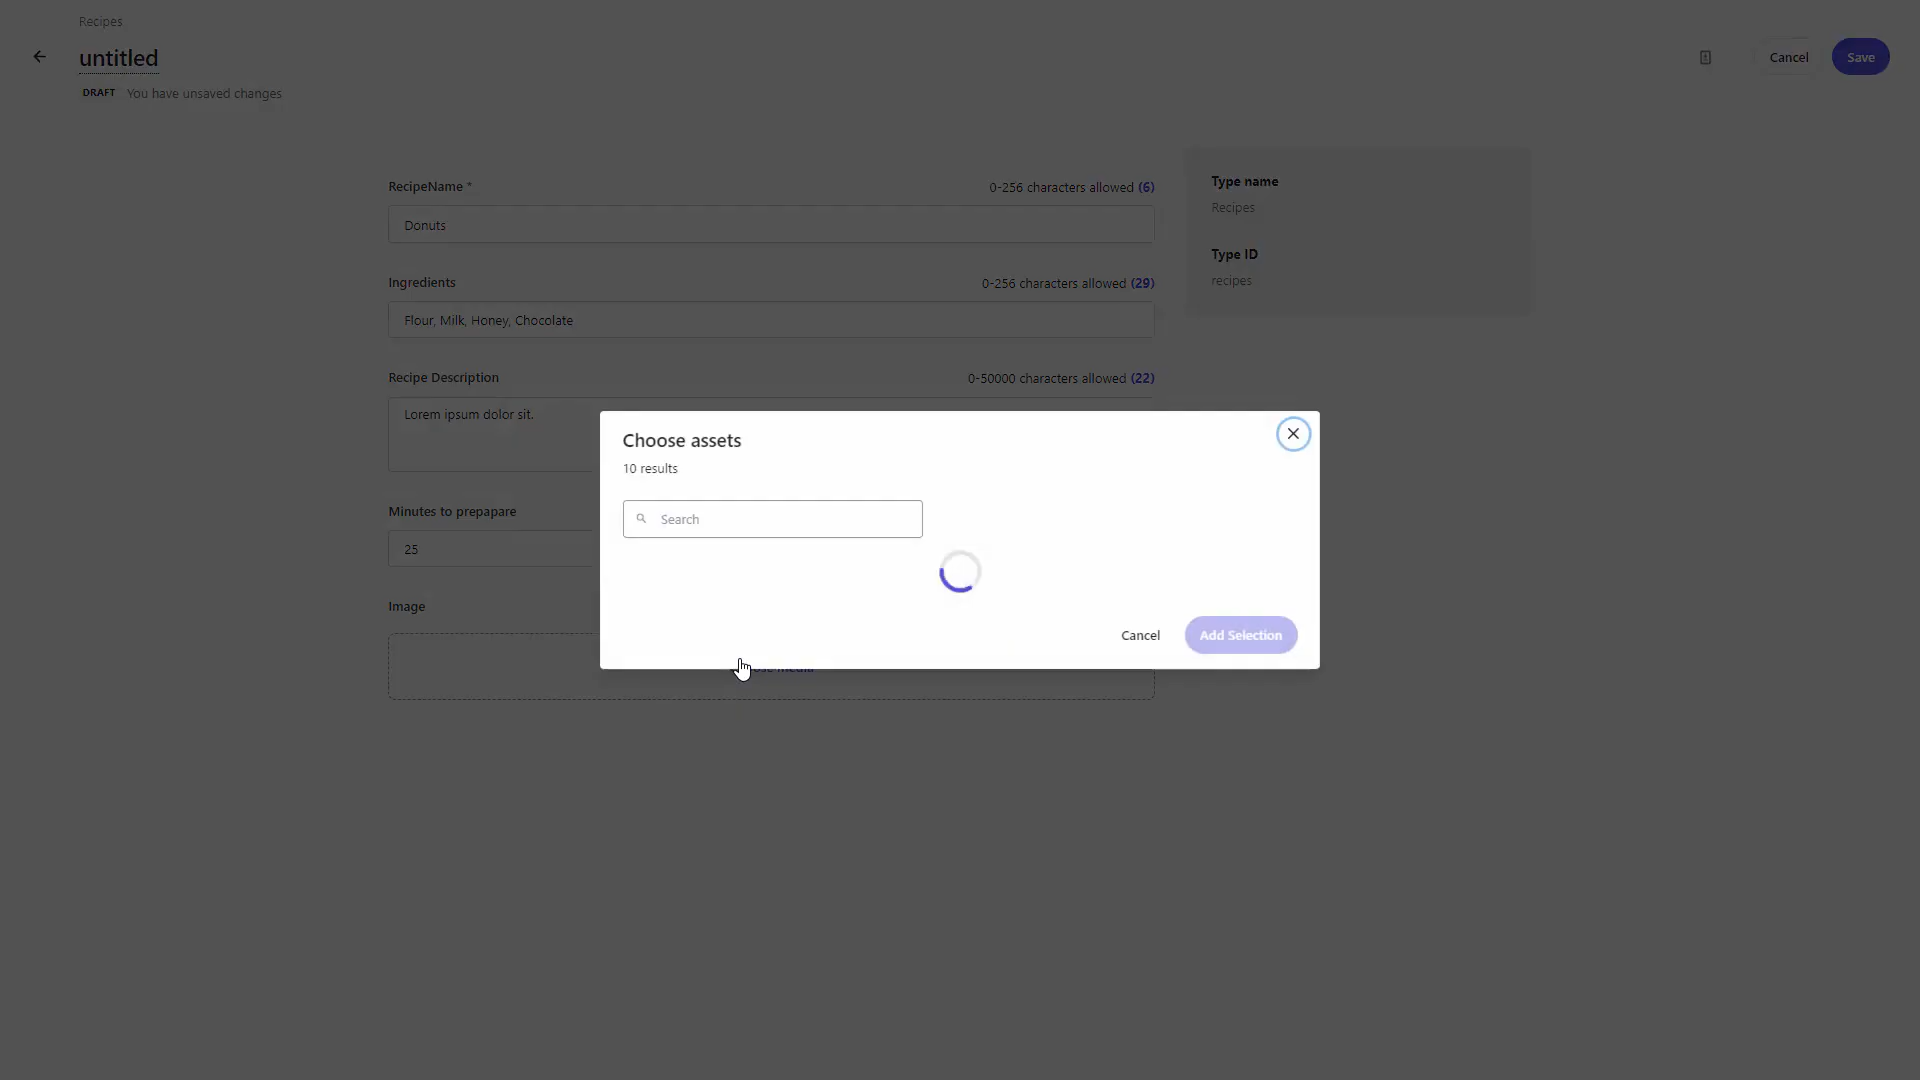 Recipes
untitled
Cancel
Save
DRAFT You have unsaved changes
RecipeName *
0-256 characters allowed (6)
Donuts
Type name
Recipes
Type ID
recipes
Ingredients
0-256 characters allowed (29)
Flour, Milk, Honey, Chocolate
Recipe Description
0-50000 characters allowed (22)
Lorem ipsum dolor sit.
Choose assets
10 results
Search
Cancel
Add Selection
Minutes to prepapare
25
Image